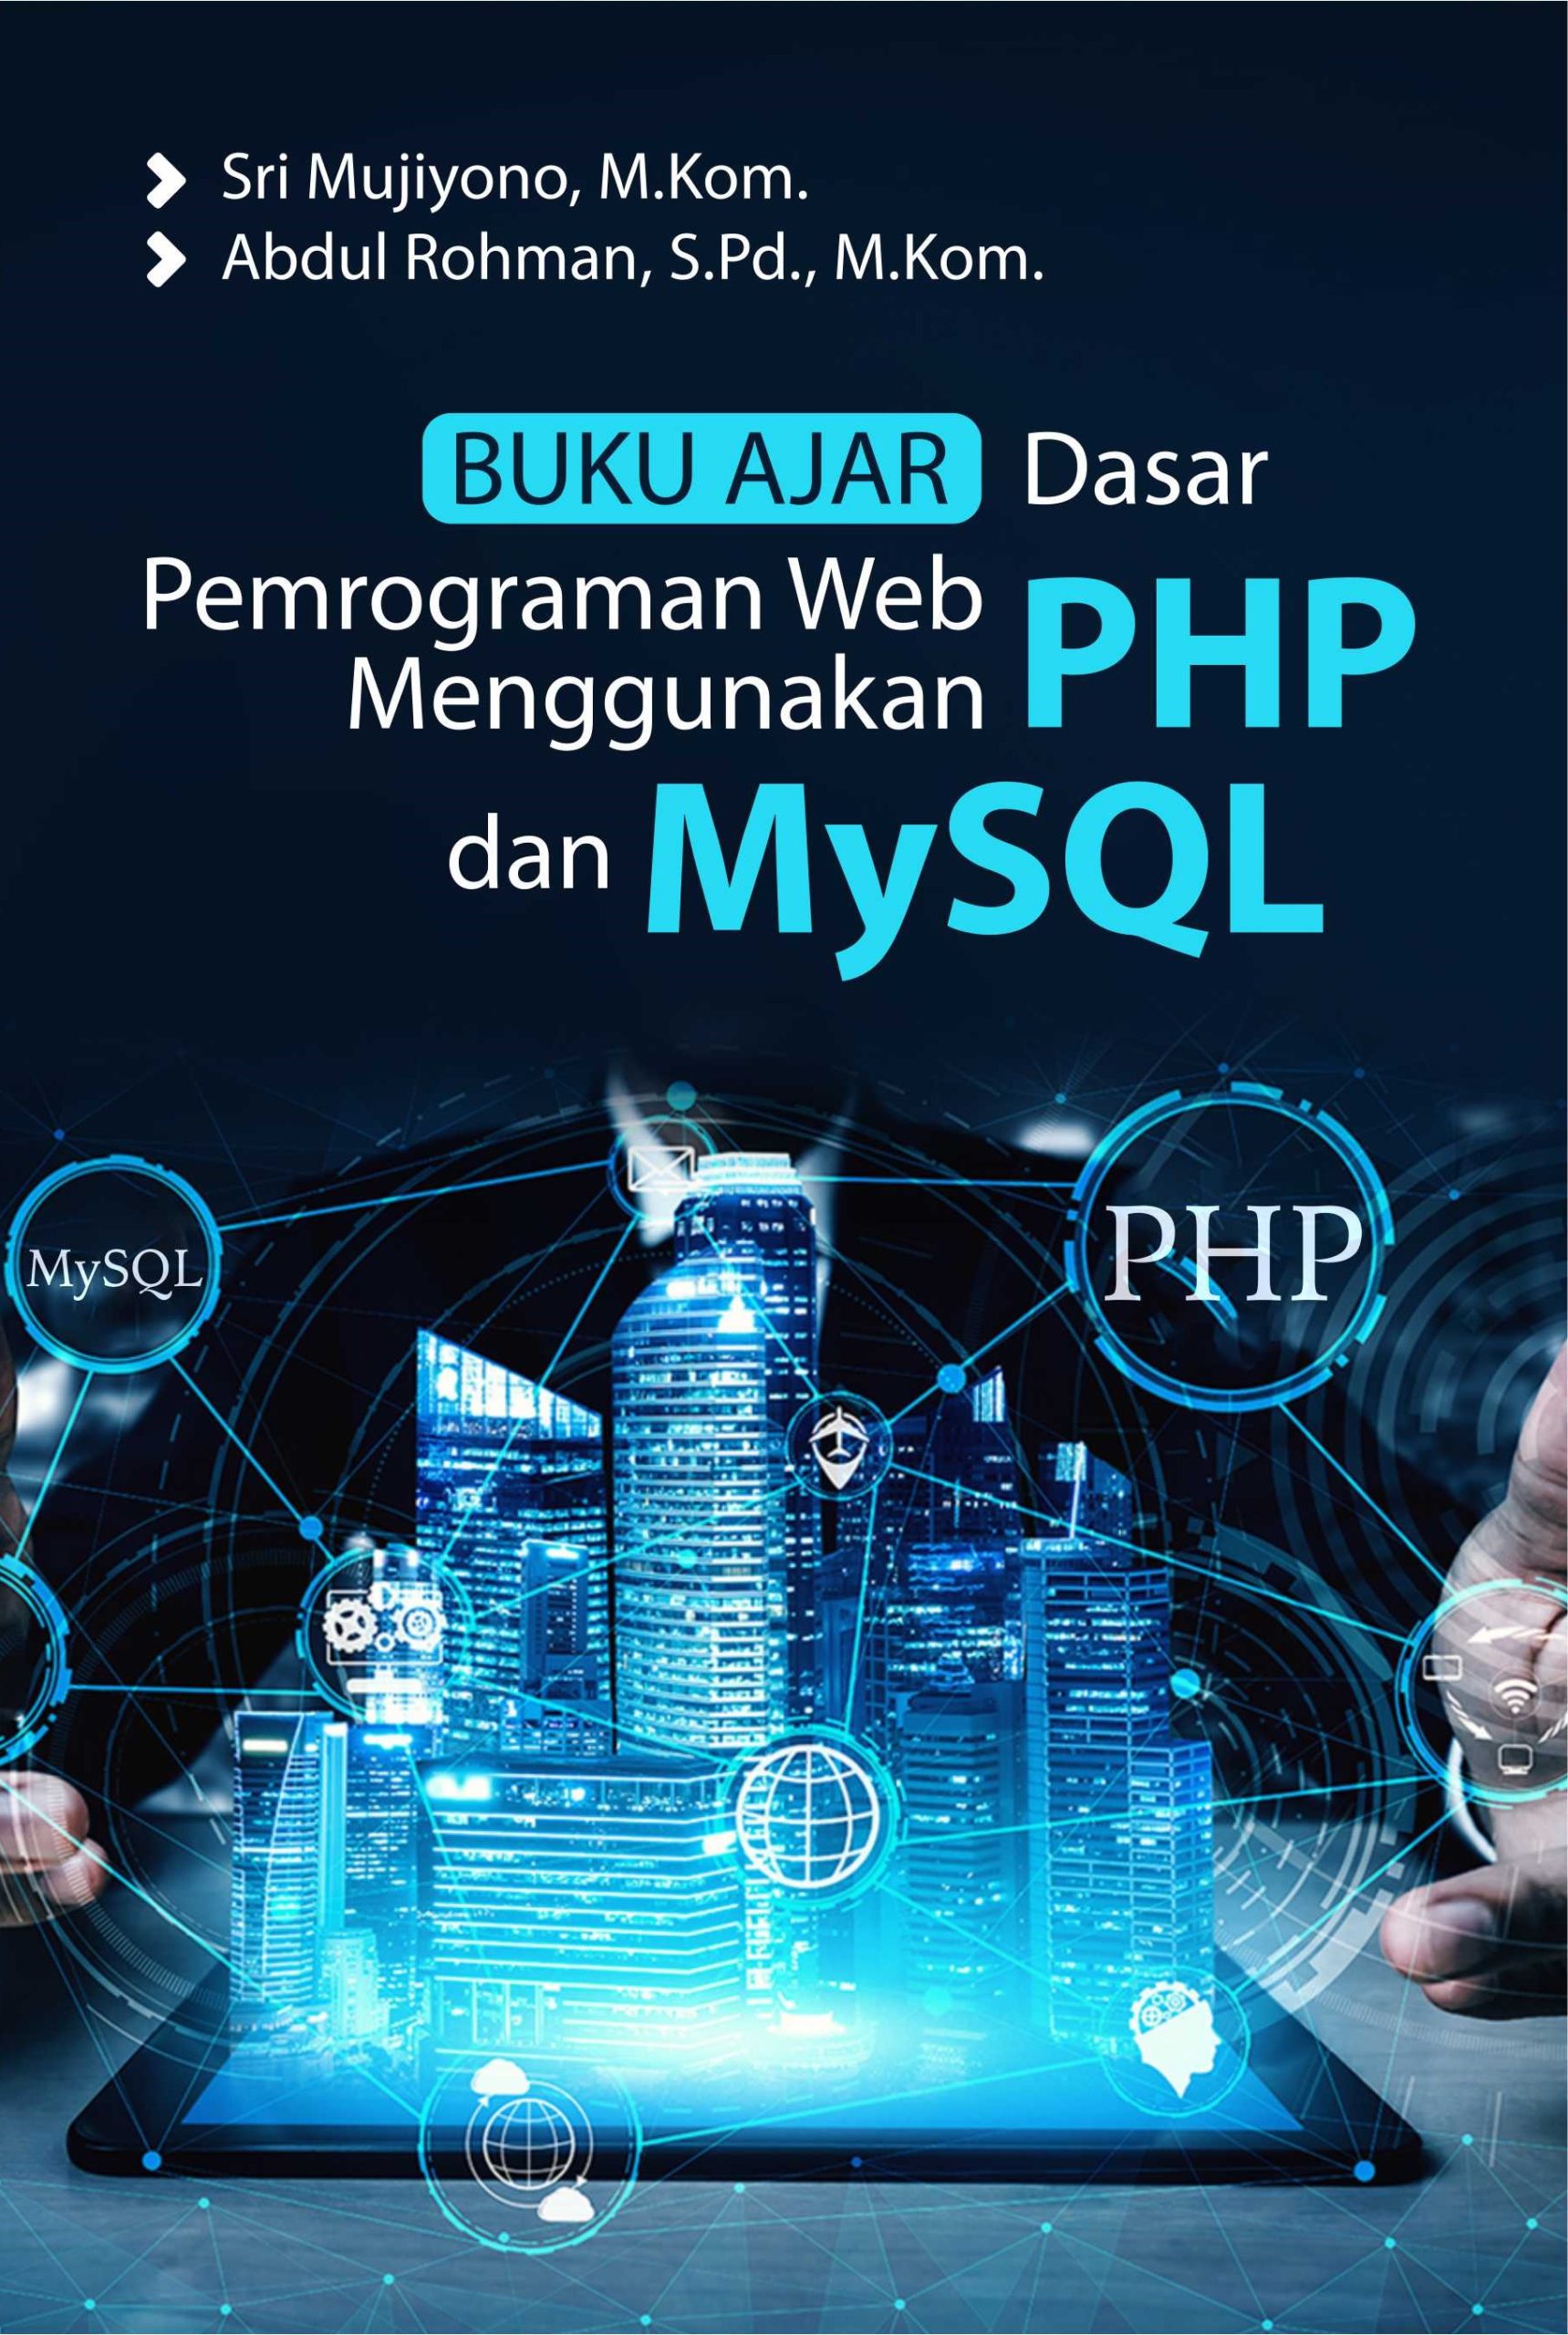 Sri Mujiyono, M.Kom.
Abdul Rohman, S.Pd., M.Kom.
BUKU AJAR Dasar
Pemrograman Web
Menggunakan PHP
dan MySQL
MySQL
PHP